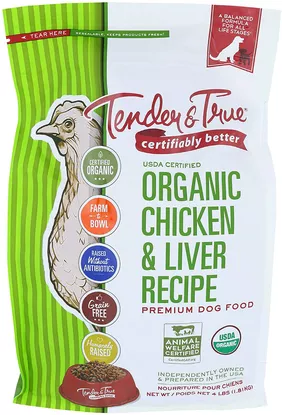 TEAR HERE
RESEALABLE. KEEPS PRODUCTS FRESH!
A BALANCED
FORMULA FOR
ALL LIFE
STAGES
Tender & True
certifiably better
USDA CERTIFIED
ORGANIC
CHICKEN
& LIVER
RECIPE
PREMIUM DOG FOOD
CERTIFIED
ORGANIC
FARM
TO
BOWL
RAISED
Without
ANTIBIOTICS
Grain
FREE
Humanely
RAISED
ANIMAL
WELFARE
CERTIFIED
USDA
ORGANIC
INDEPENDENTLY OWNED
& PREPARED IN THE USA
NOURRITURE POUR CHIENS
NET WT / POIDS NET 4 LBS (1.81KG)
Tender & True